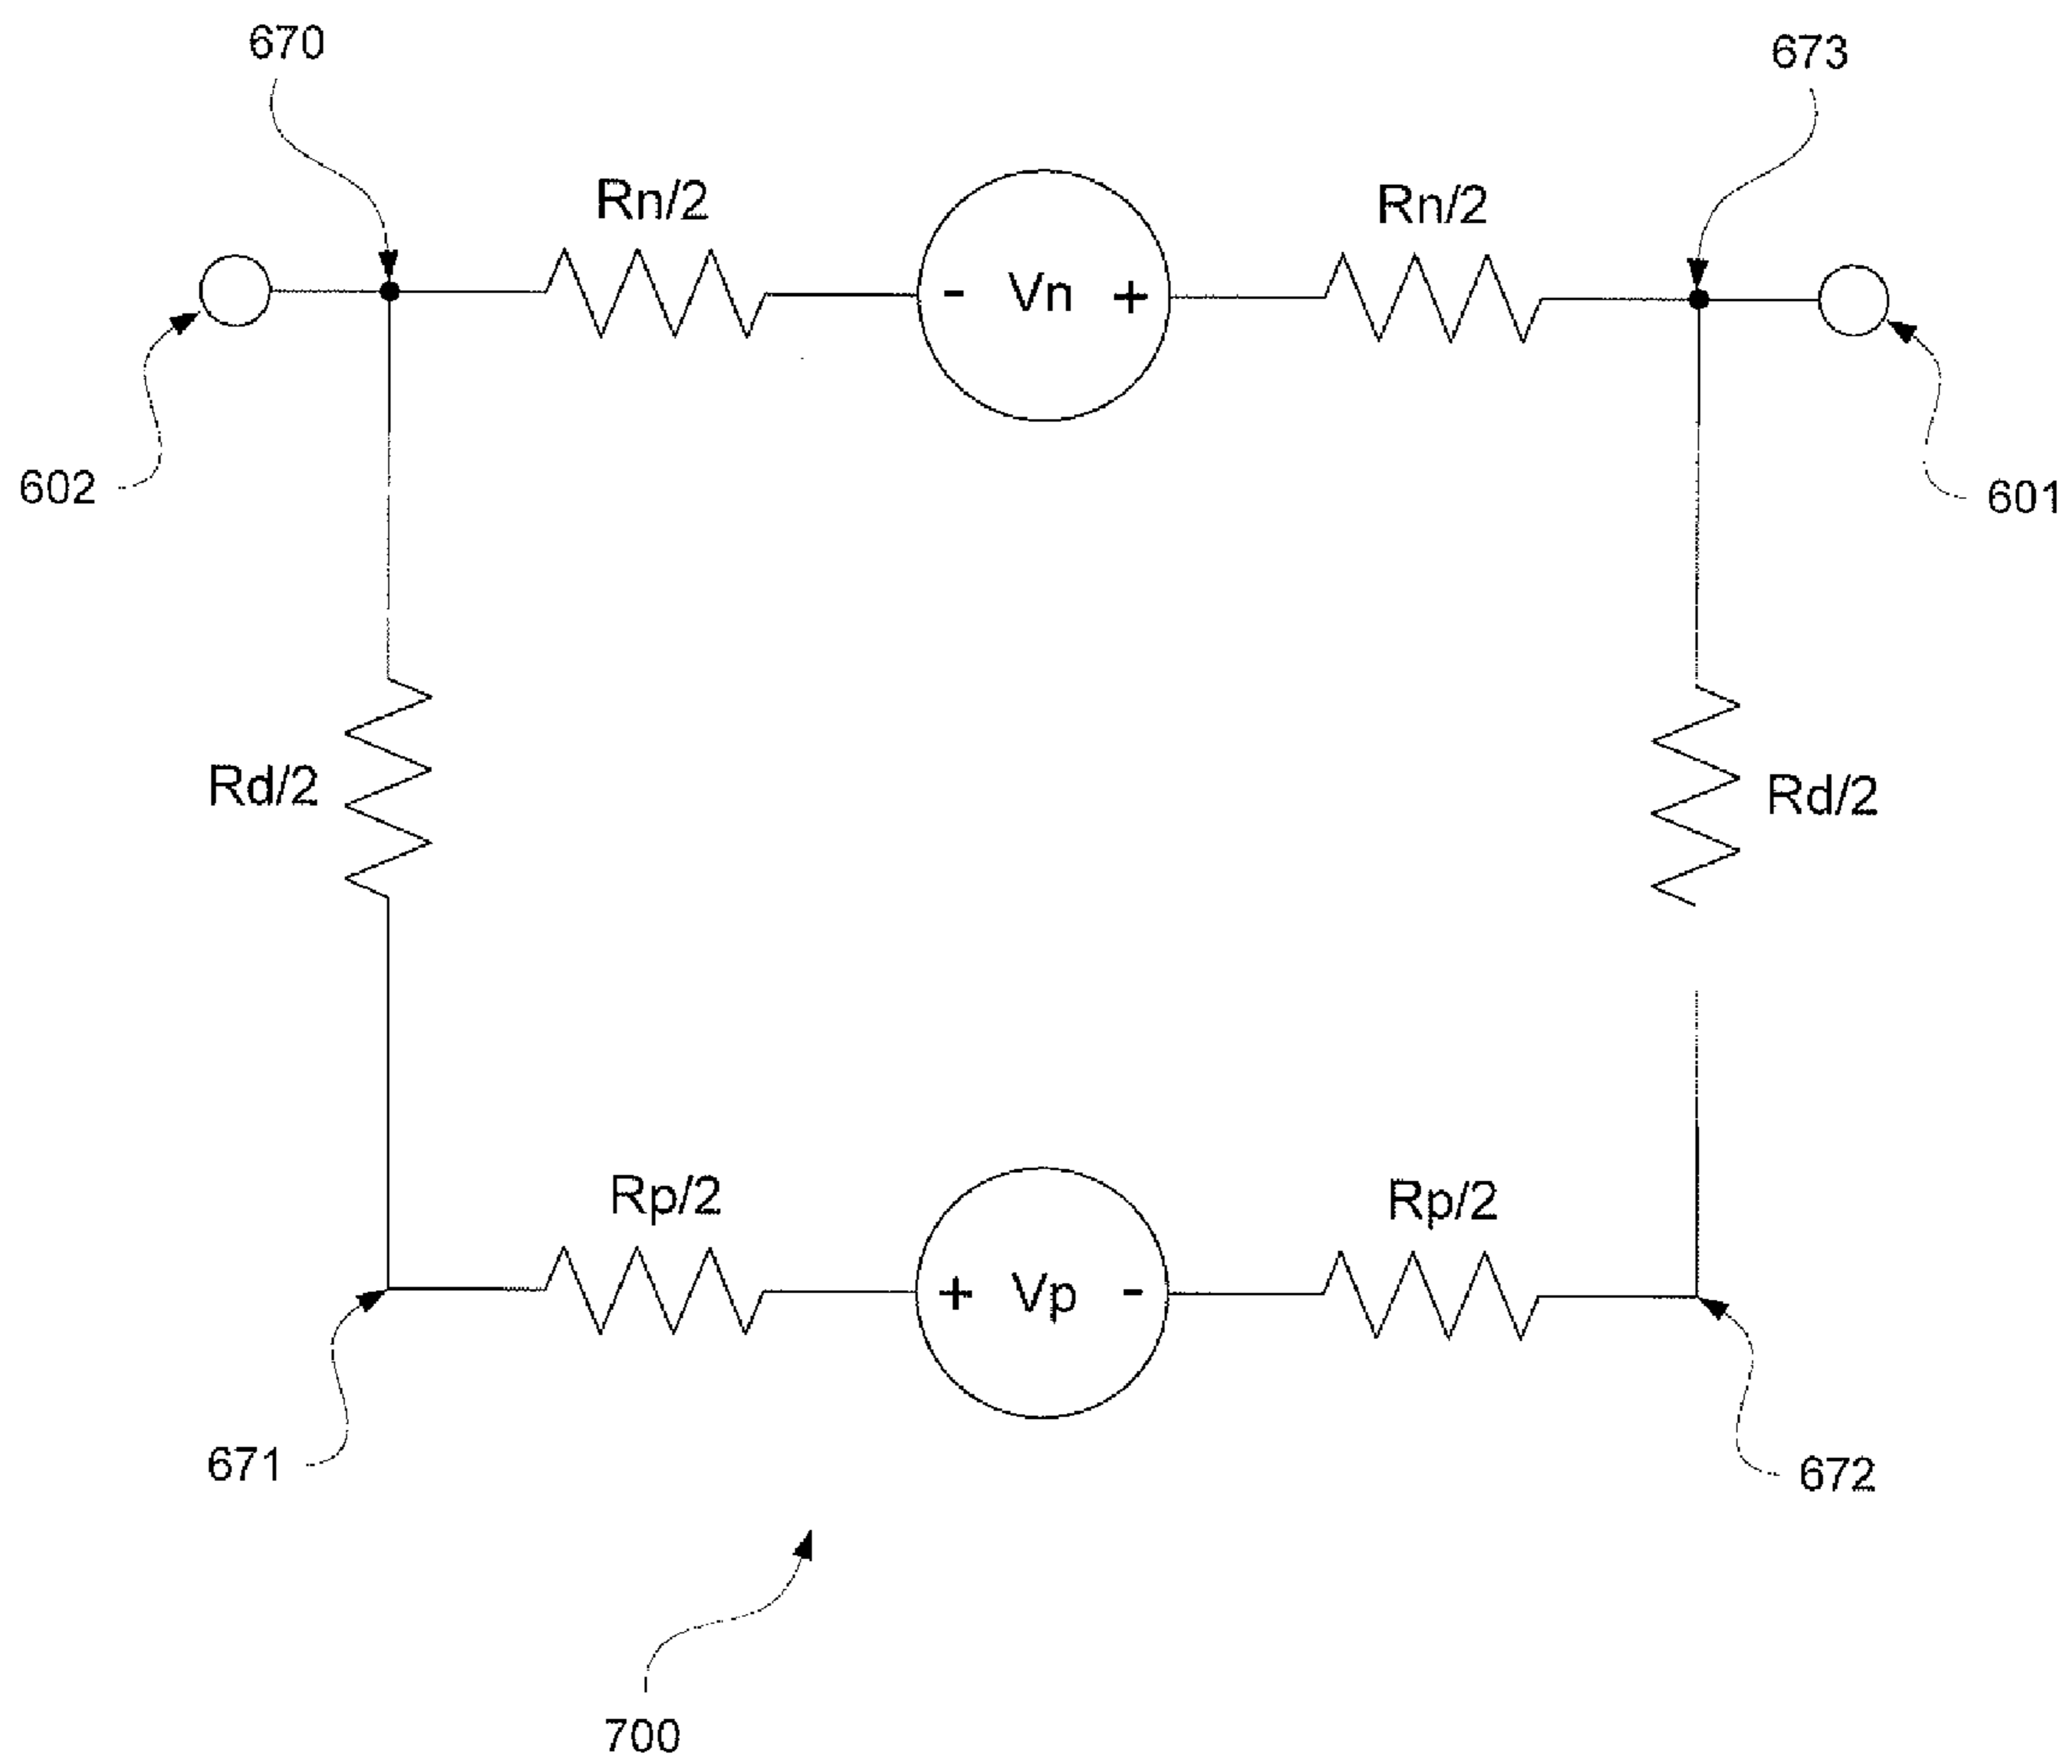 670
673
Rn/2
Rn/2
- Vn +
602
601
Rd/2
Rd/2
Rp/2
Rp/2
+ Vp -
671
672
700